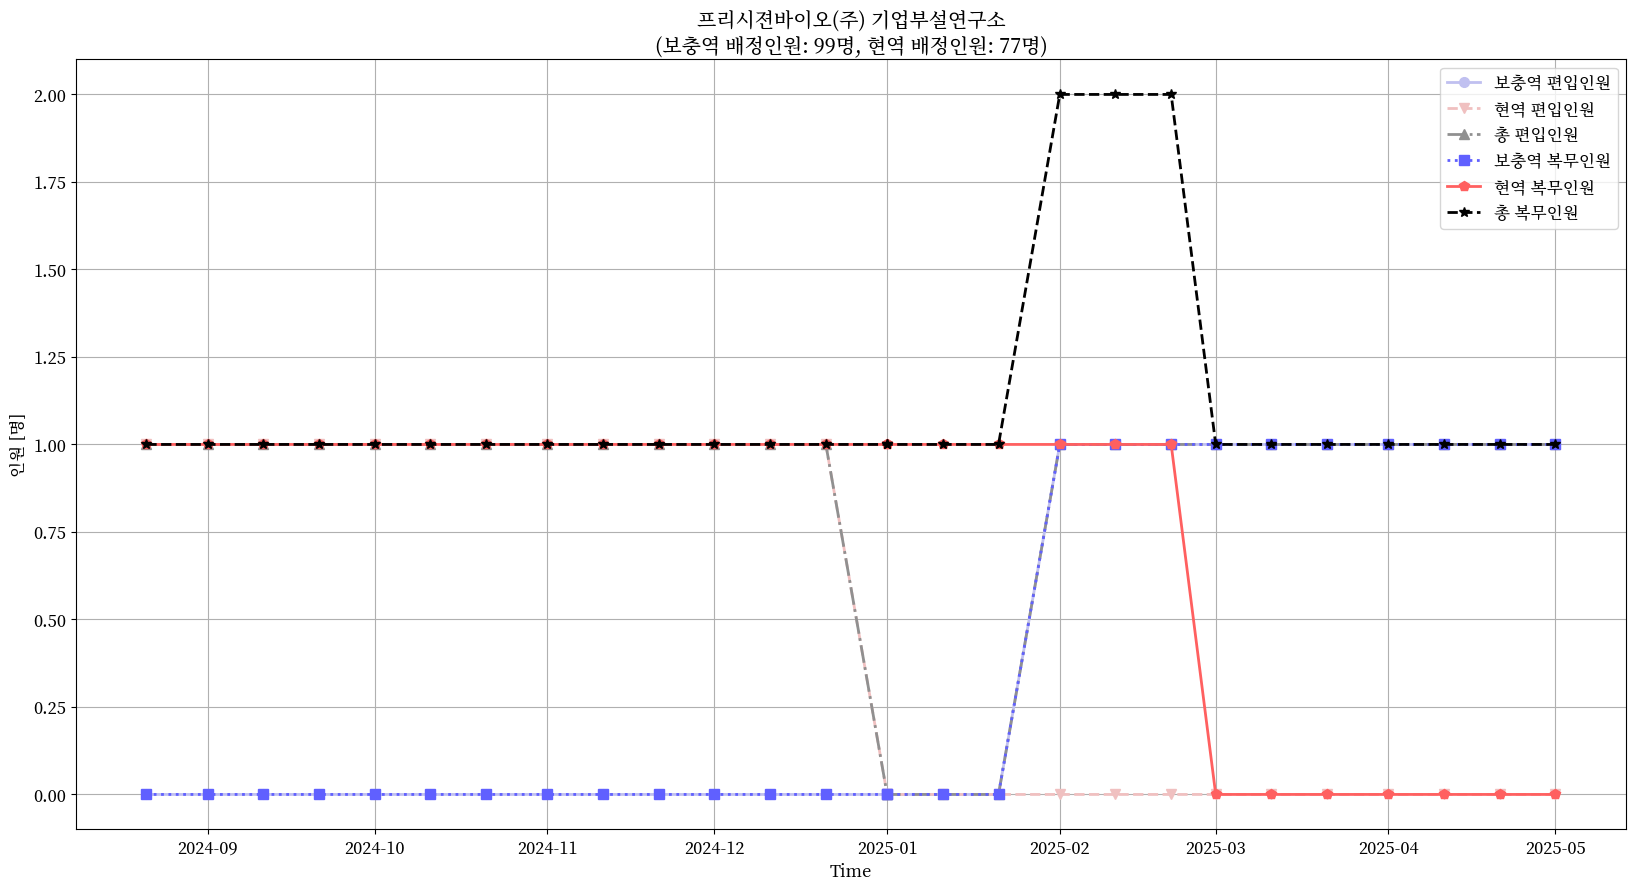 프리시젼바이오(주) 기업부설연구소
(보충역 배정인원: 99명, 현역 배정인원: 77명)
보충역 편입인원
현역 편입인원
총 편입인원
보충역 복무인원
현역 복무인원
총 복무인원
인원 [명]
2.00
1.75
1.50
1.25
1.00
0.75
0.50
0.25
0.00
2024-09
2024-10
2024-11
2024-12
2025-01
2025-02
2025-03
2025-04
2025-05
Time